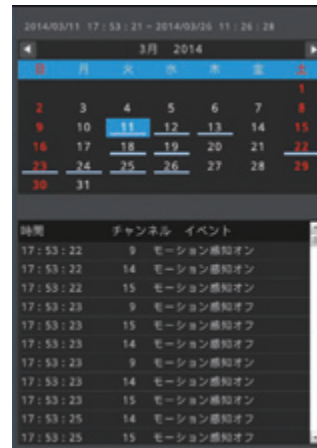 2014/03/11 17：53：21 ~ 2014/03/26 11：26：28
3月 2014
日 月 火 水 木 金 土
1
2 3 4 5 6 7 8
9 10 11 12 13 14 15
16 17 18 19 20 21 22
23 24 25 26 27 28 29
30 31
時間 チャンネル イベント
17：53：22 9 モーション感知オン
17：53：22 14 モーション感知オン
17：53：22 15 モーション感知オン
17：53：23 9 モーション感知オフ
17：53：23 15 モーション感知オフ
17：53：23 14 モーション感知オフ
17：53：23 9 モーション感知オン
17：53：23 14 モーション感知オン
17：53：23 15 モーション感知オン
17：53：25 14 モーション感知オフ
17：53：25 15 モーション感知オフ